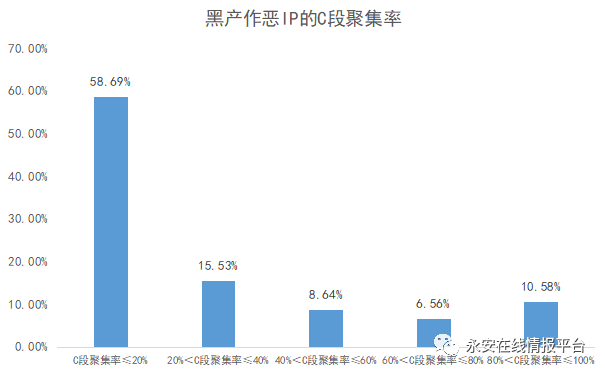 黑产作恶IP的C段聚集率
70.00%
60.00%
50.00%
40.00%
30.00%
20.00%
10.00%
0.00%
58.69%
15.53%
8.64%
6.56%
10.58%
C段聚集率≤20%
20%<C段聚集率≤40%
40%<C段聚集率≤60%
60%<C段聚集率≤80%
80%<C段聚集率≤100%
永安在线情报平台